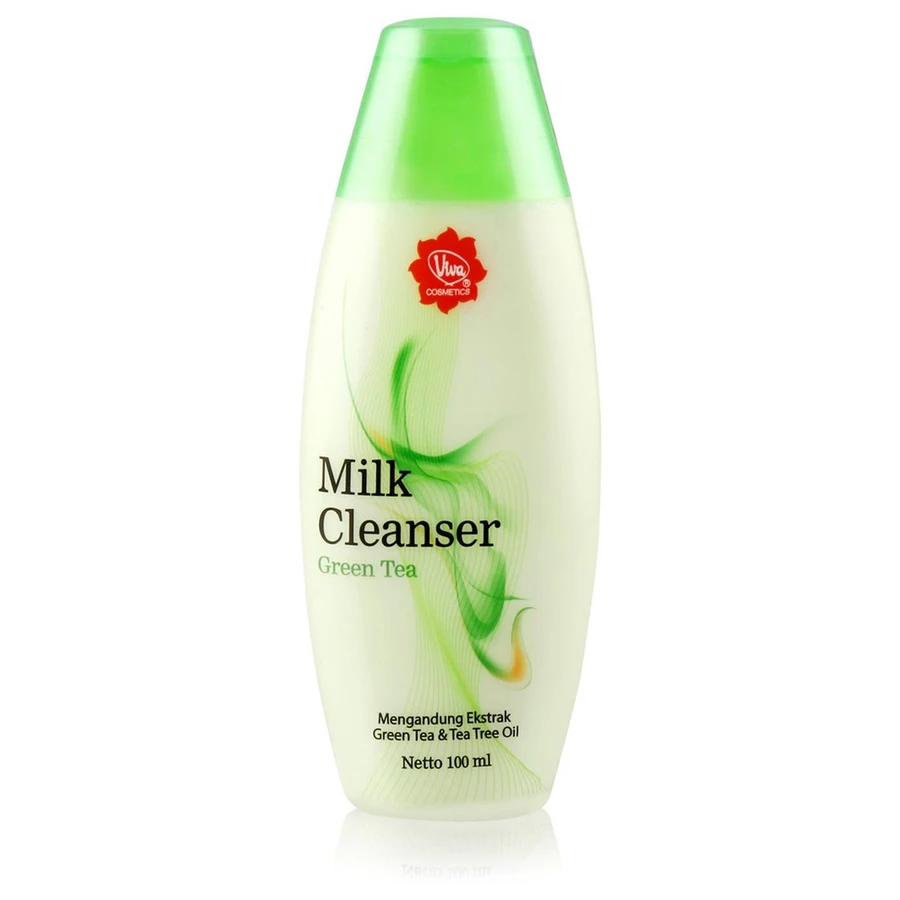 Viva
COSMETICS
®
Milk
Cleanser
Green Tea
Mengandung Ekstrak
Green Tea & Tea Tree Oil
Netto 100 ml